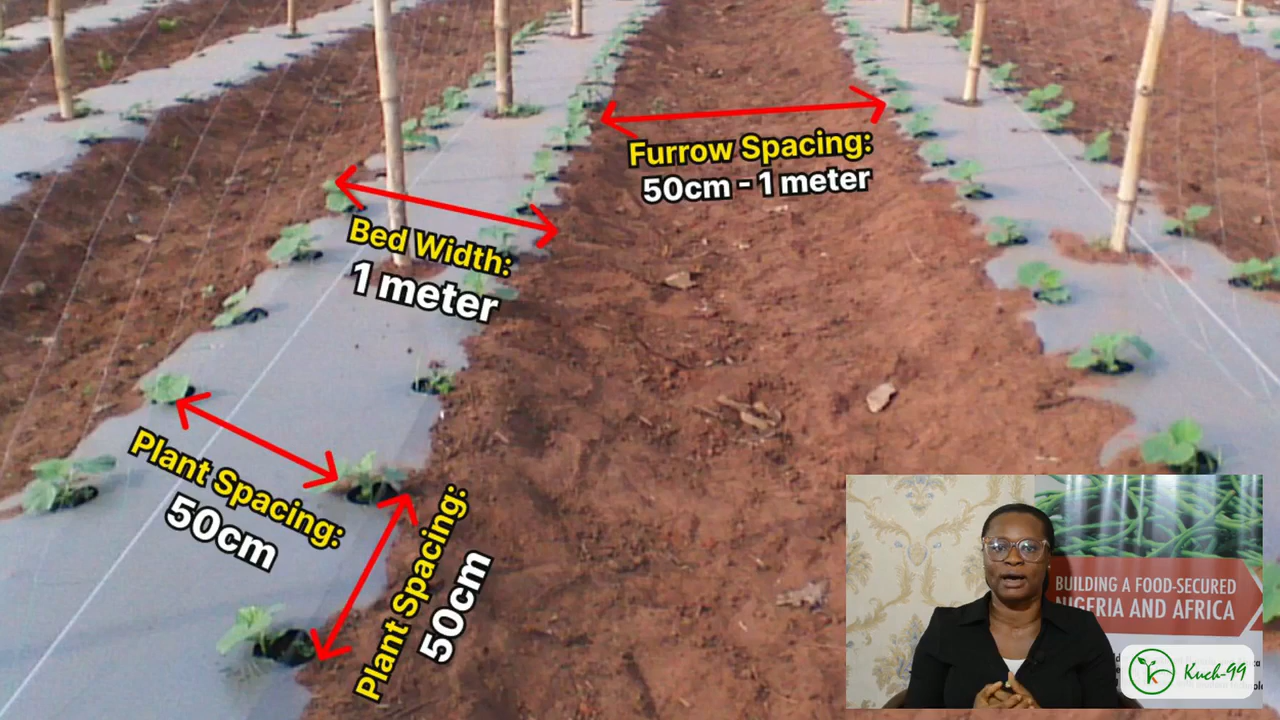 Furrow Spacing:
50cm - 1 meter
Bed Width:
1 meter
Plant Spacing:
50cm
Plant Spacing:
50cm
BUILDING A FOOD-SECURED
NIGERIA AND AFRICA
Kuch-99